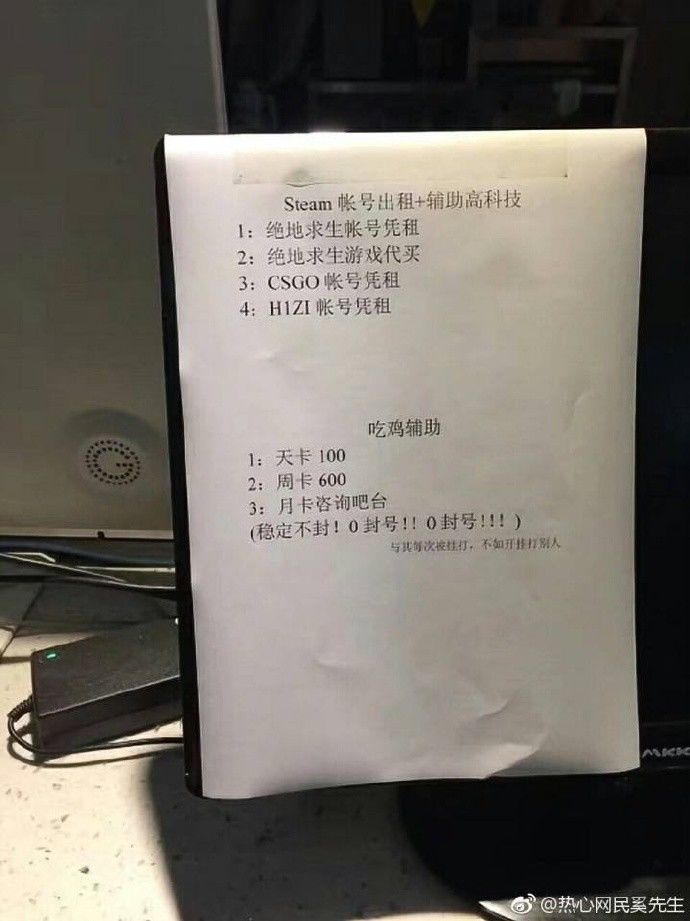 Steam 帐号出租+辅助高科技
1：绝地求生帐号凭租
2：绝地求生游戏代买
3：CSGO 帐号凭租
4：H1ZI 帐号凭租
吃鸡辅助
1：天卡 100
2：周卡 600
3：月卡咨询吧台
(稳定不封！0 封号！！0 封号！！！)
与其每次被挂打，不如开挂打别人
MKK
@热心网民奚先生